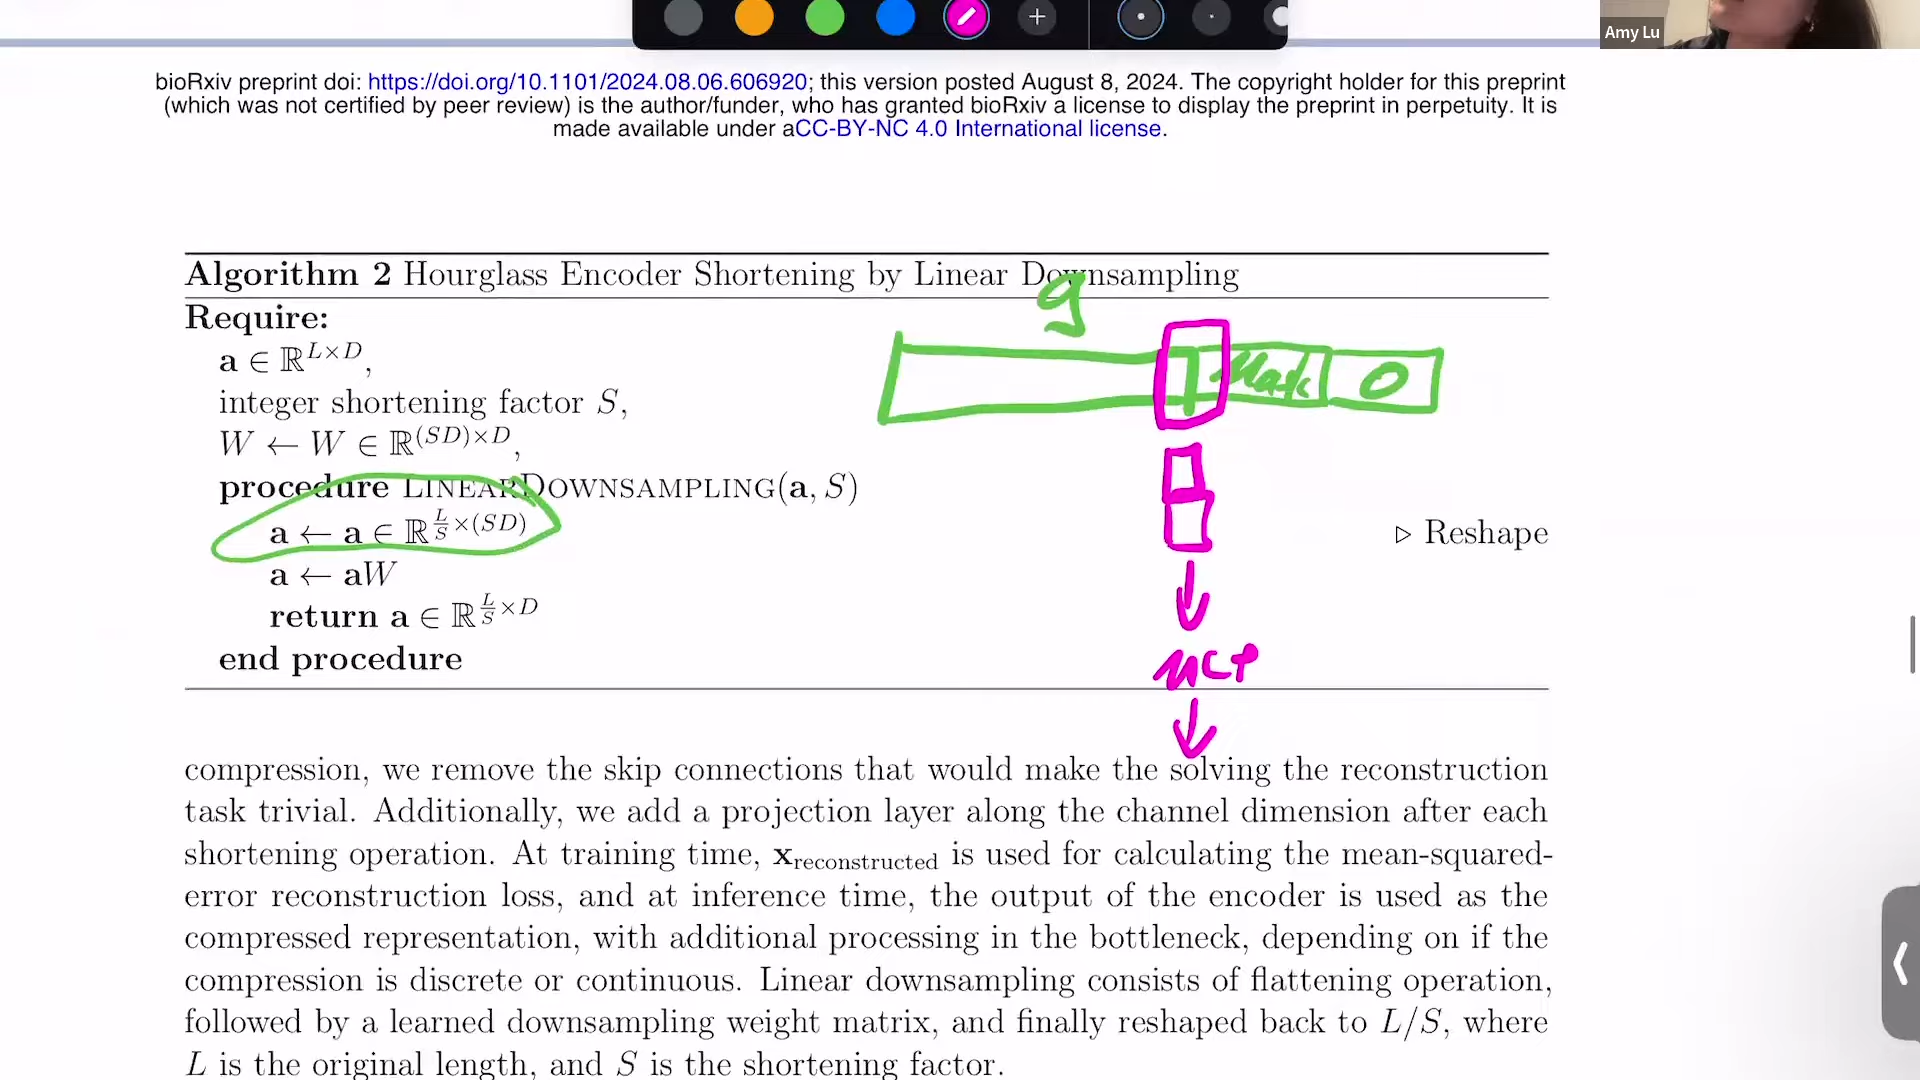 Amy Lu
bioRxiv preprint doi: https://doi.org/10.1101/2024.08.06.606920; this version posted August 8, 2024. The copyright holder for this preprint
(which was not certified by peer review) is the author/funder, who has granted bioRxiv a license to display the preprint in perpetuity. It is
made available under aCC-BY-NC 4.0 International license.
Algorithm 2 Hourglass Encoder Shortening by Linear Downsampling
9
Require:
a ∈ ℝ^{L×D},
integer shortening factor S,
Mask 0
W ← W ∈ ℝ^{(SD)×D},
procedure LINEARDOWNSAMPLING(a, S)
a ← a ∈ ℝ^{\frac{L}{S}×(SD)} ▷ Reshape
a ← aW
return a ∈ ℝ^{\frac{L}{S}×D}
end procedure
compression, we remove the skip connections that would make the solving the reconstruction
task trivial. Additionally, we add a projection layer along the channel dimension after each
shortening operation. At training time, x_{reconstructed} is used for calculating the mean-squared-
error reconstruction loss, and at inference time, the output of the encoder is used as the
compressed representation, with additional processing in the bottleneck, depending on if the
compression is discrete or continuous. Linear downsampling consists of flattening operation,
followed by a learned downsampling weight matrix, and finally reshaped back to L/S, where
L is the original length, and S is the shortening factor.